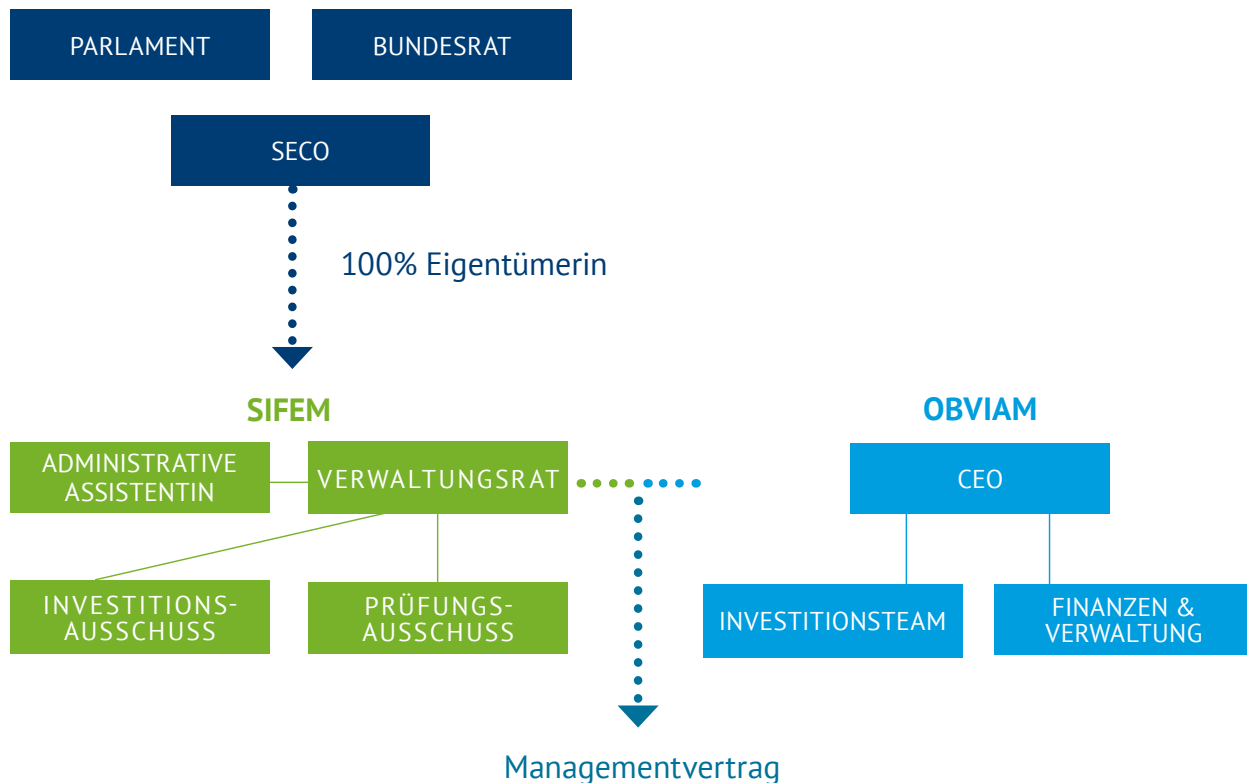 PARLAMENT
BUNDESRAT
SECO
100% Eigentümerin
SIFEM
OBVIAM
ADMINISTRATIVE
ASSISTENTIN
VERWALTUNGSRAT
CEO
INVESTITIONS-
AUSSCHUSS
PRÜFUNGS-
AUSSCHUSS
INVESTITIONSTEAM
FINANZEN &
VERWALTUNG
Managementvertrag